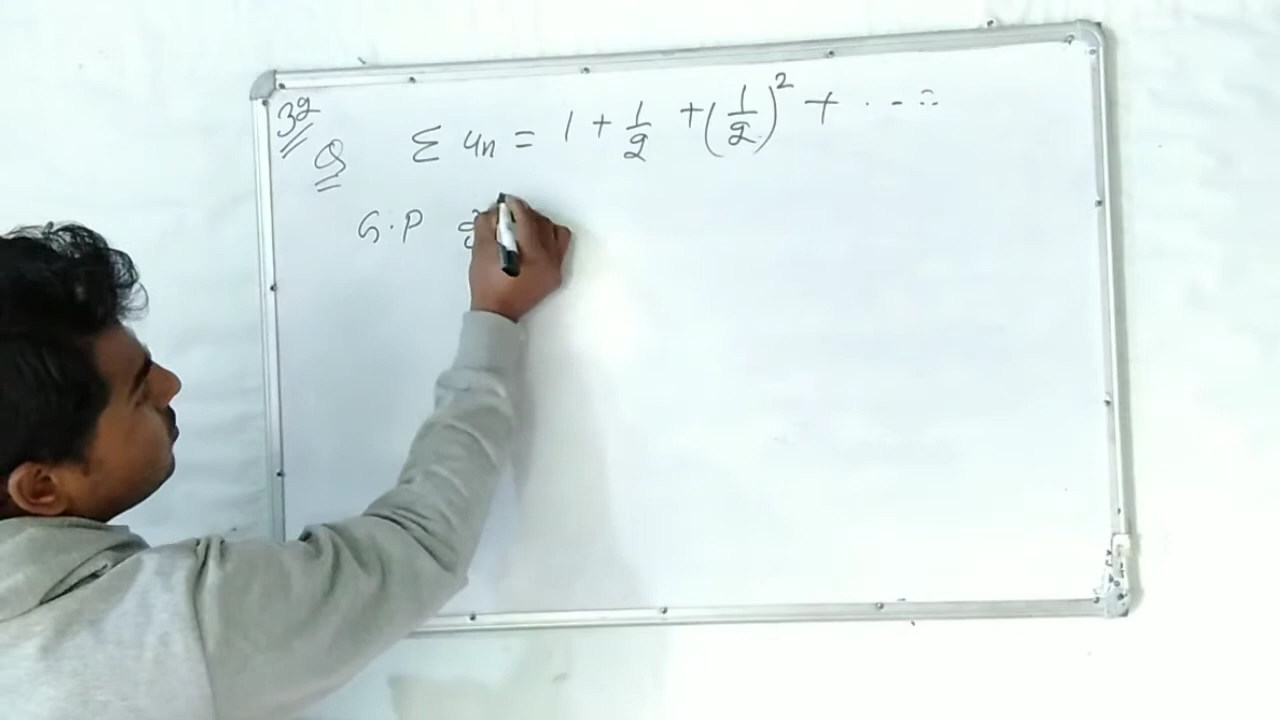 32
Q Σ un = 1 + 1/2 + (1/2)^2 + ....
G.P